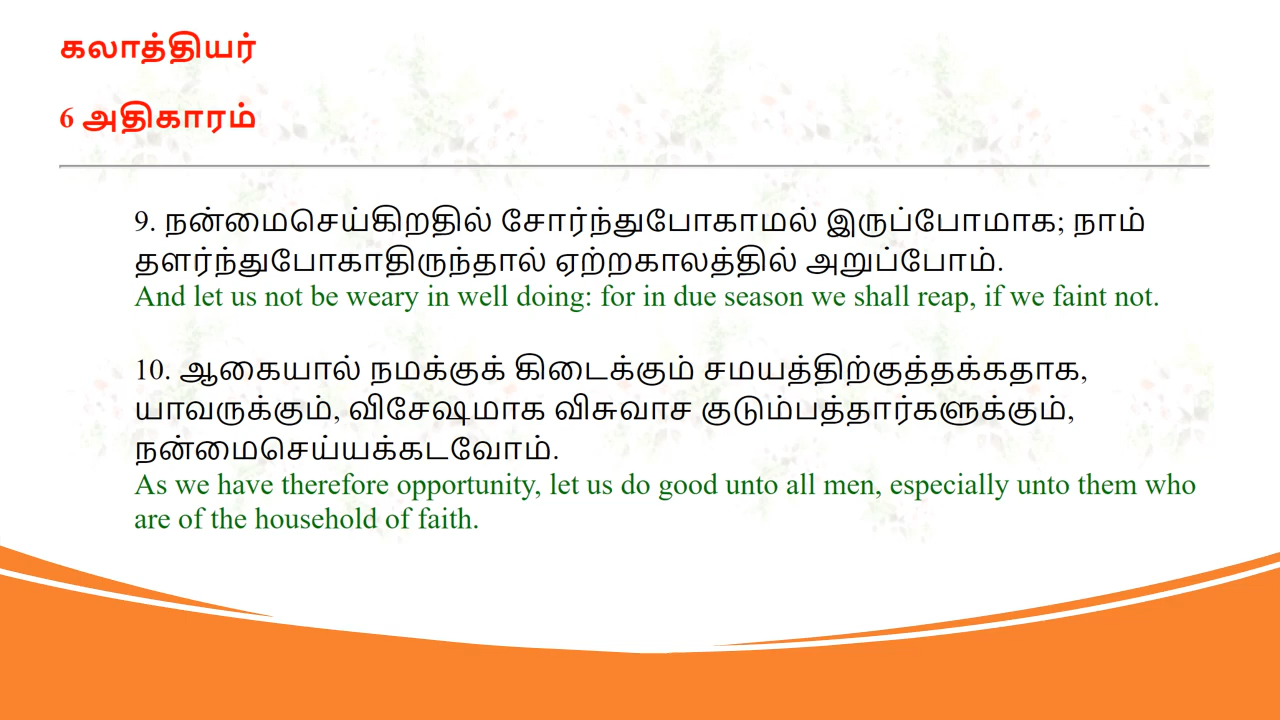 கலாத்தியர்
6 அதிகாரம்
9. நன்மைசெய்கிறதில் சோர்ந்துபோகாமல் இருப்போமாக; நாம்
தளர்ந்துபோகாதிருந்தால் ஏற்றகாலத்தில் அறுப்போம்.
And let us not be weary in well doing: for in due season we shall reap, if we faint not.
10. ஆகையால் நமக்குக் கிடைக்கும் சமயத்திற்குத்தக்கதாக,
யாவருக்கும், விசேஷமாக விசுவாச குடும்பத்தார்களுக்கும்,
நன்மைசெய்யக்கடவோம்.
As we have therefore opportunity, let us do good unto all men, especially unto them who
are of the household of faith.